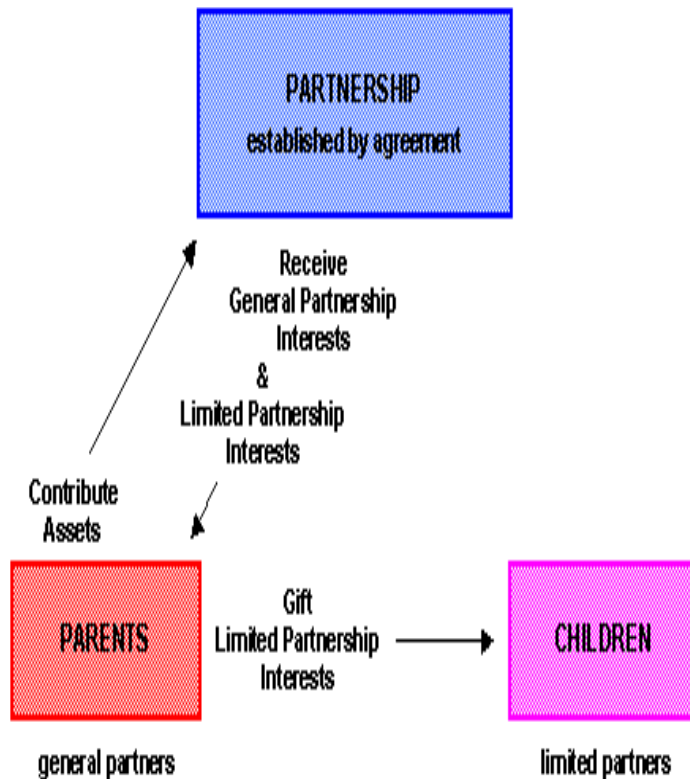 PARTNERSHIP
established by agreement
Receive
General Partnership
Interests
&
Limited Partnership
Interests
Contribute
Assets
PARENTS
Gift
Limited Partnership
Interests
CHILDREN
general partners
limited partners